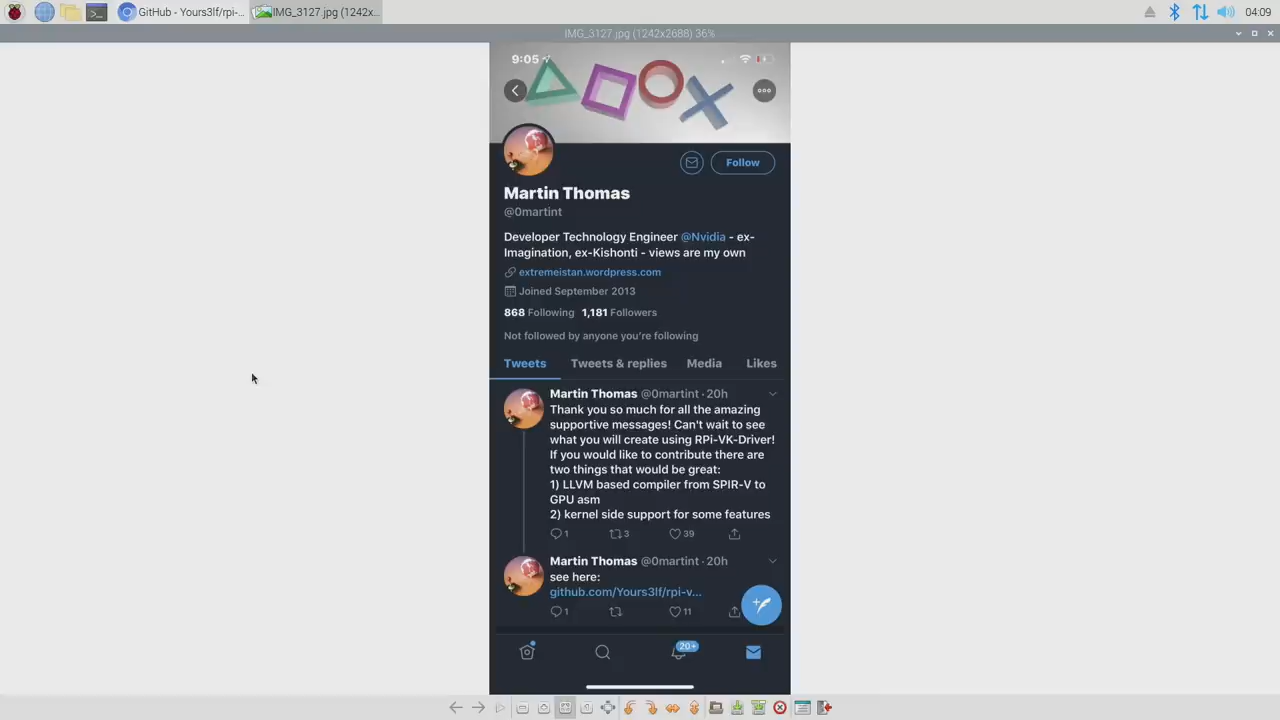 GitHub - Yours3lf/rpi-...
IMG_3127.jpg (1242x...
04:09
IMG_3127.jpg (1242x2688) 36%
9:05
Follow
Martin Thomas
@0martint
Developer Technology Engineer @Nvidia - ex-
Imagination, ex-Kishonti - views are my own
extremeistan.wordpress.com
Joined September 2013
868 Following 1,181 Followers
Not followed by anyone you're following
Tweets Tweets & replies Media Likes
Martin Thomas @0martint · 20h
Thank you so much for all the amazing
supportive messages! Can't wait to see
what you will create using RPi-VK-Driver!
If you would like to contribute there are
two things that would be great:
1) LLVM based compiler from SPIR-V to
GPU asm
2) kernel side support for some features
1 3 39
Martin Thomas @0martint · 20h
see here:
github.com/Yours3lf/rpi-v...
1 11
20+